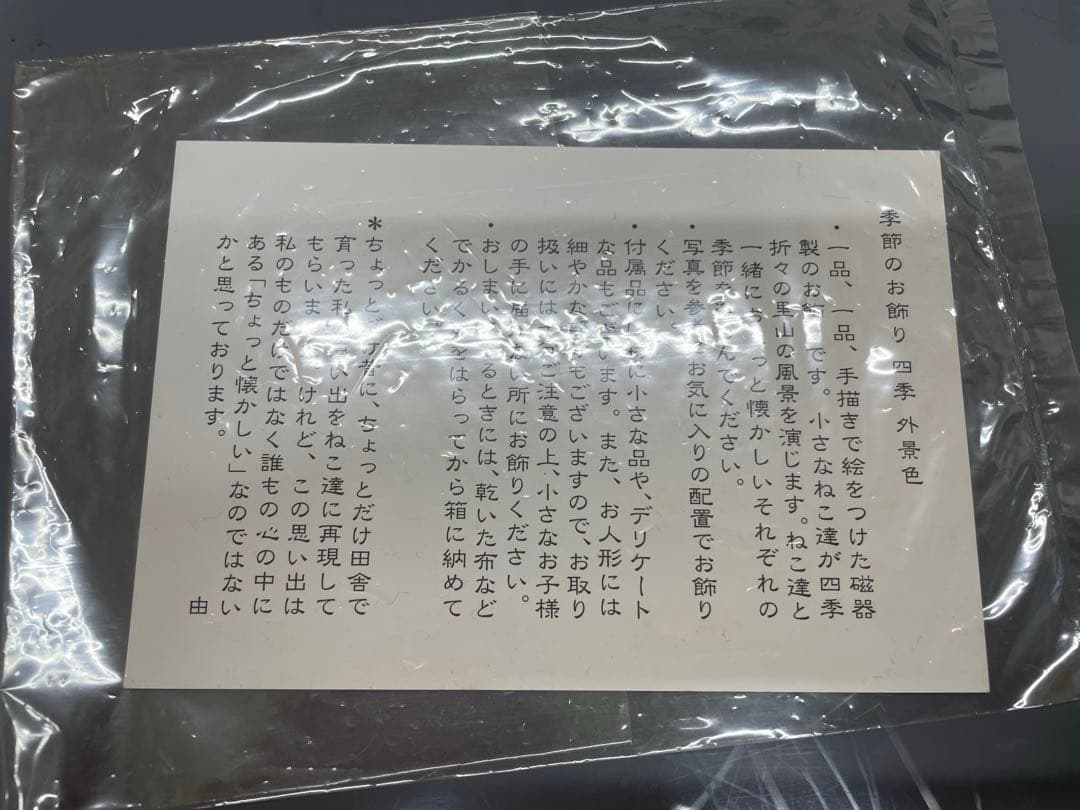 季節のお飾り 四季 外景色
・一品、一品、手描きで絵をつけた磁器
製のお飾りです。小さなねこ達が四季
折々の里山の風景を演じます。ねこ達と
一緒に っと懐かしいそれぞれの
季節を んでください。
・写真を参 お気に入りの配置でお飾り
ください
・付属品に に小さな品や、デリケート
な品もございます。また、お人形には
細やかな もございますので、お取り
扱いには ご注意の上、小さなお子様
の手に届 ない所にお飾りください。
・おしまい るときには、乾いた布など
でかるく をはらってから箱に納めて
ください。
*ちょっと 者に、ちょっとだけ田舎で
育った私 い出をねこ達に再現して
もらいま けれど、この思い出は
私のものだけではなく誰もの心の中に
ある「ちょっと懐かしい」なのではない
かと思っております。
由